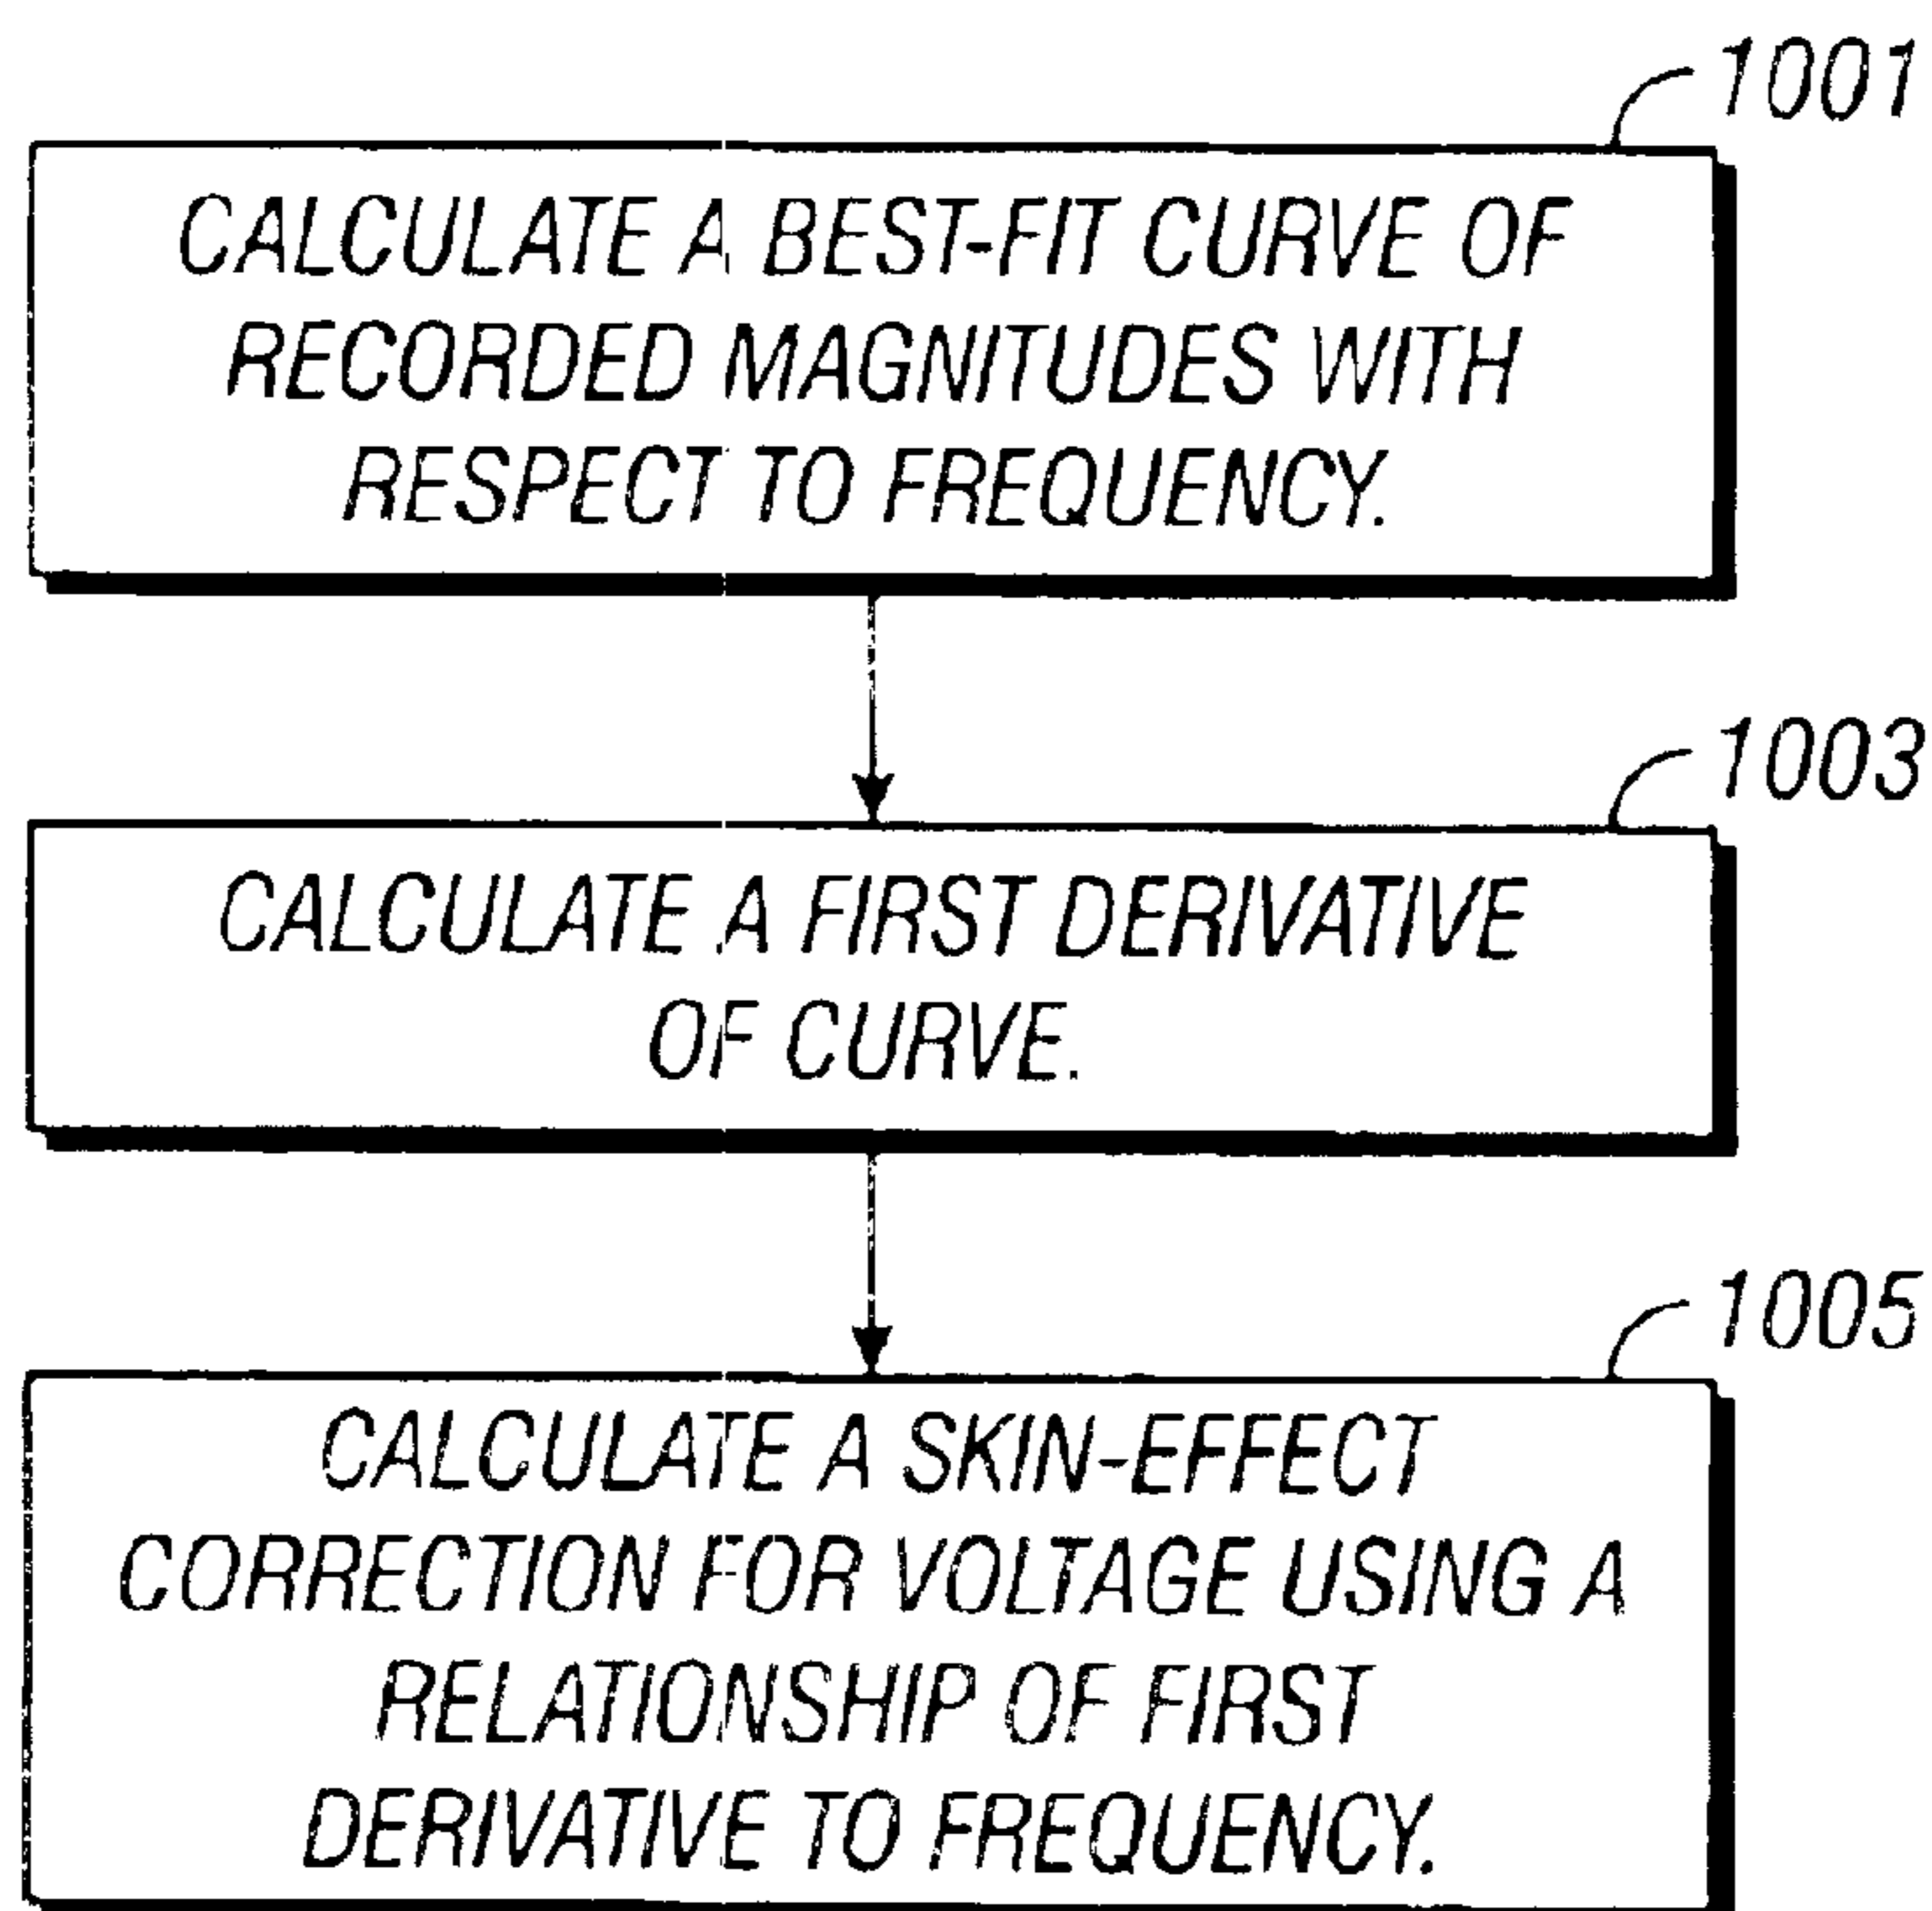 1001
CALCULATE A BEST-FIT CURVE OF
RECORDED MAGNITUDES WITH
RESPECT TO FREQUENCY.
1003
CALCULATE A FIRST DERIVATIVE
OF CURVE.
1005
CALCULATE A SKIN-EFFECT
CORRECTION FOR VOLTAGE USING A
RELATIONSHIP OF FIRST
DERIVATIVE TO FREQUENCY.